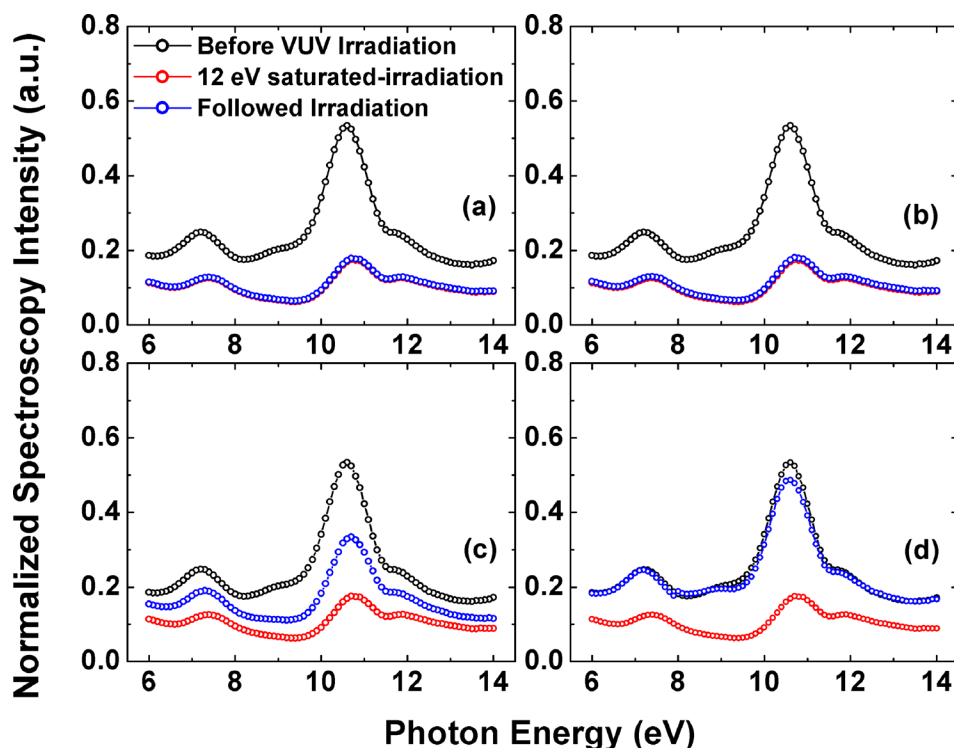 Normalized Spectroscopy Intensity (a.u.)
0.8
0.6
0.4
0.2
0.0
Before VUV Irradiation
12 eV saturated-irradiation
Followed Irradiation
(a)
6 8 10 12 14
0.8
0.6
0.4
0.2
0.0
(b)
6 8 10 12 14
0.8
0.6
0.4
0.2
0.0
(c)
6 8 10 12 14
0.8
0.6
0.4
0.2
0.0
(d)
6 8 10 12 14
Photon Energy (eV)